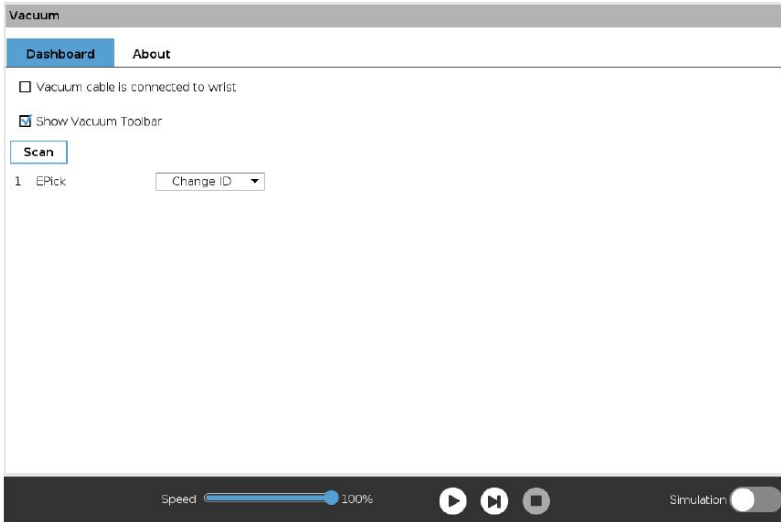 Vacuum
Dashboard About
Vacuum cable is connected to wrist
Show Vacuum Toolbar
Scan
1 EPick Change ID
Speed 100% Simulation